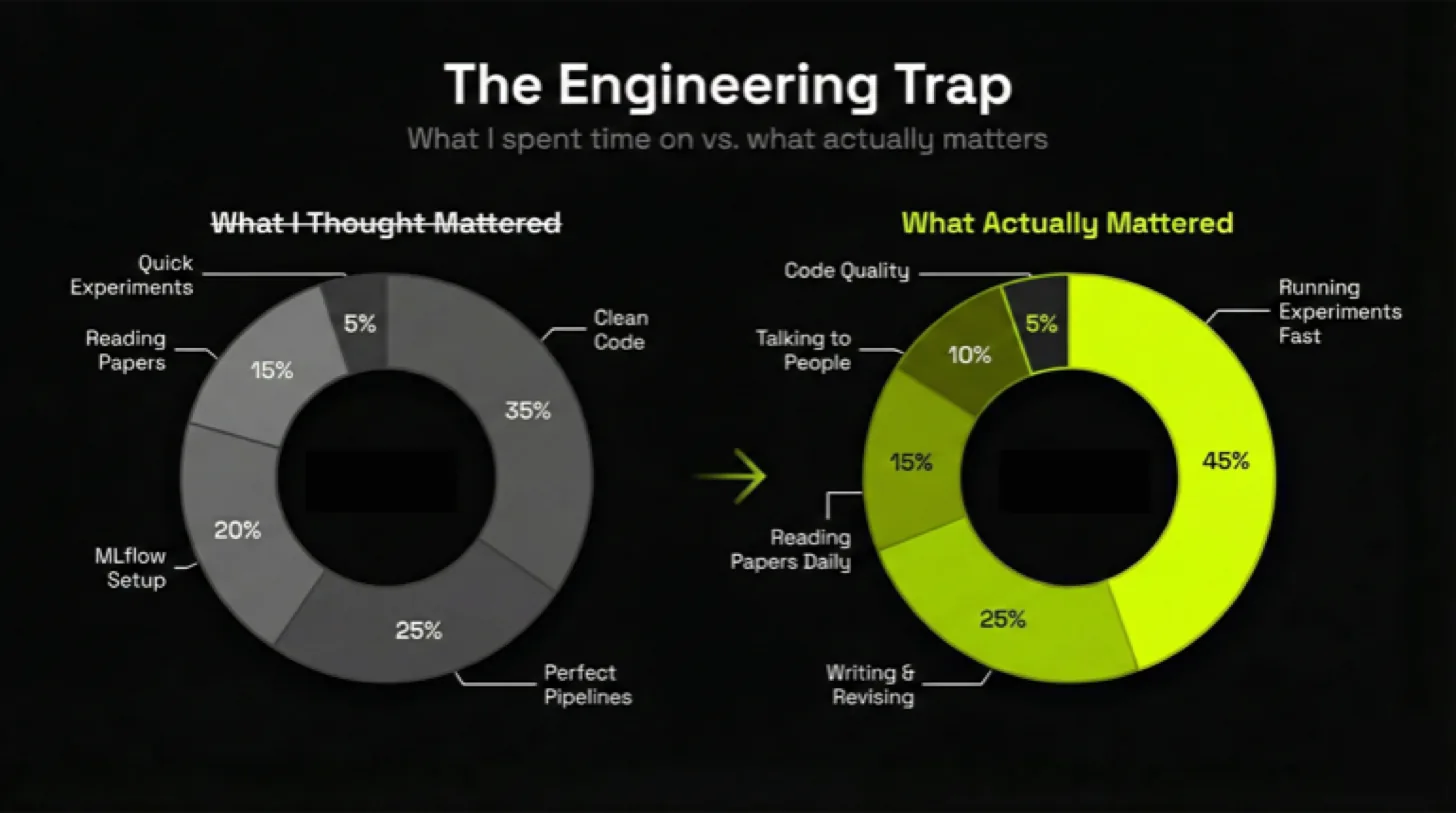 The Engineering Trap
What I spent time on vs. what actually matters
What I Thought Mattered
Quick
Experiments
5%
Clean
Code
35%
Reading
Papers
15%
MLflow
Setup
20%
25%
Perfect
Pipelines
What Actually Mattered
Code Quality
5%
Running
Experiments
Fast
45%
Talking to
People
10%
15%
Reading
Papers Daily
25%
Writing &
Revising